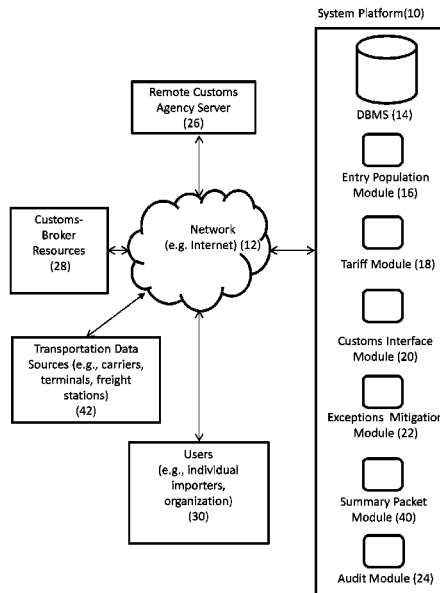 System Platform(10)
Remote Customs
Agency Server
(26)
DBMS (14)
Entry Population
Module (16)
Network
(e.g. Internet) (12)
Customs-
Broker
Resources
(28)
Tariff Module (18)
Customs Interface
Module (20)
Transportation Data
Sources (e.g., carriers,
terminals, freight
stations)
(42)
Exceptions Mitigation
Module (22)
Users
(e.g., individual
importers,
organization)
(30)
Summary Packet
Module (40)
Audit Module (24)